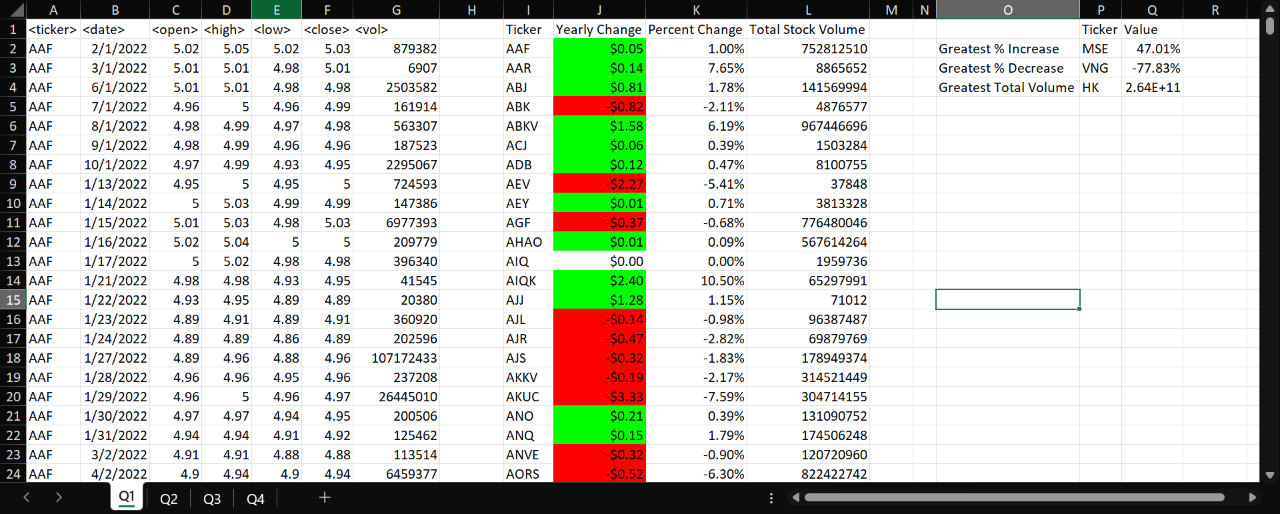 A B C D E F G H I J K L M N O P Q R
1 <ticker> <date> <open> <high> <low> <close> <vol> Ticker Yearly Change Percent Change Total Stock Volume Ticker Value
2 AAF 2/1/2022 5.02 5.05 5.02 5.03 879382 AAF $0.05 1.00% 752812510 Greatest % Increase MSE 47.01%
3 AAF 3/1/2022 5.01 5.01 4.98 5.01 6907 AAR $0.14 7.65% 8865652 Greatest % Decrease VNG -77.83%
4 AAF 6/1/2022 5.01 5.01 4.98 4.98 2503582 ABJ $0.81 1.78% 141569994 Greatest Total Volume HK 2.64E+11
5 AAF 7/1/2022 4.96 5 4.96 4.99 161914 ABK -$0.82 -2.11% 4876577
6 AAF 8/1/2022 4.98 4.99 4.97 4.98 563307 ABKV $1.58 6.19% 967446696
7 AAF 9/1/2022 4.98 4.99 4.96 4.96 187523 ACJ $0.06 0.39% 1503284
8 AAF 10/1/2022 4.97 4.99 4.93 4.95 2295067 ADB $0.12 0.47% 8100755
9 AAF 1/13/2022 4.95 5 4.95 5 724593 AEV -$2.27 -5.41% 37848
10 AAF 1/14/2022 5 5.03 4.99 4.99 147386 AEY $0.01 0.71% 3813328
11 AAF 1/15/2022 5.01 5.03 4.98 5.03 6977393 AGF -$0.37 -0.68% 776480046
12 AAF 1/16/2022 5.02 5.04 5 5 209779 AHAO $0.01 0.09% 567614264
13 AAF 1/17/2022 5 5.02 4.98 4.98 396340 AIQ $0.00 0.00% 1959736
14 AAF 1/21/2022 4.98 4.98 4.93 4.95 41545 AIQK $2.40 10.50% 65297991
15 AAF 1/22/2022 4.93 4.95 4.89 4.89 20380 AJJ $1.28 1.15% 71012
16 AAF 1/23/2022 4.89 4.91 4.89 4.91 360920 AJL -$0.14 -0.98% 96387487
17 AAF 1/24/2022 4.89 4.89 4.86 4.89 202596 AJR -$0.47 -2.82% 69879769
18 AAF 1/27/2022 4.89 4.96 4.88 4.96 107172433 AJS -$0.32 -1.83% 178949374
19 AAF 1/28/2022 4.96 4.96 4.95 4.96 237208 AKKV -$0.19 -2.17% 314521449
20 AAF 1/29/2022 4.96 5 4.96 4.97 26445010 AKUC -$3.33 -7.59% 304714155
21 AAF 1/30/2022 4.97 4.97 4.94 4.95 200506 ANO $0.21 0.39% 131090752
22 AAF 1/31/2022 4.94 4.94 4.91 4.92 125462 ANQ $0.15 1.79% 174506248
23 AAF 3/2/2022 4.91 4.91 4.88 4.88 113514 ANVE -$0.32 -0.90% 120720960
24 AAF 4/2/2022 4.9 4.94 4.9 4.94 6459377 AORS -$0.52 -6.30% 822422742
Q1 Q2 Q3 Q4 +